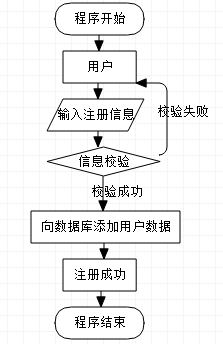 程序开始
用户
输入注册信息
校验失败
信息校验
校验成功
向数据库添加用户数据
注册成功
程序结束